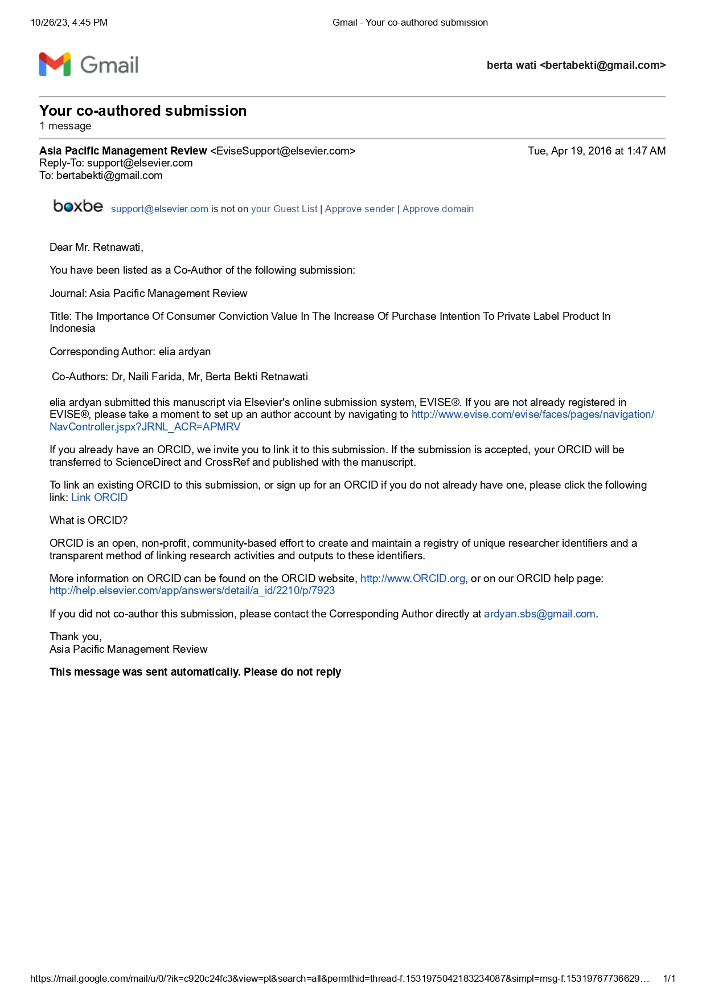 10/26/23, 4:45 PM
Gmail - Your co-authored submission
Gmail
berta wati <bertabekti@gmail.com>
Your co-authored submission
1 message
Asia Pacific Management Review <EviseSupport@elsevier.com>
Tue, Apr 19, 2016 at 1:47 AM
Reply-To: support@elsevier.com
To: bertabekti@gmail.com
boxbe support@elsevier.com is not on your Guest List | Approve sender | Approve domain
Dear Mr. Retnawati,
You have been listed as a Co-Author of the following submission:
Journal: Asia Pacific Management Review
Title: The Importance Of Consumer Conviction Value In The Increase Of Purchase Intention To Private Label Product In
Indonesia
Corresponding Author: elia ardyan
Co-Authors: Dr, Naili Farida, Mr, Berta Bekti Retnawati
elia ardyan submitted this manuscript via Elsevier's online submission system, EVISE®. If you are not already registered in
EVISE®, please take a moment to set up an author account by navigating to http://www.evise.com/evise/faces/pages/navigation/
NavController.jspx?JRNL_ACR=APMRV
If you already have an ORCID, we invite you to link it to this submission. If the submission is accepted, your ORCID will be
transferred to ScienceDirect and CrossRef and published with the manuscript.
To link an existing ORCID to this submission, or sign up for an ORCID if you do not already have one, please click the following
link: Link ORCID
What is ORCID?
ORCID is an open, non-profit, community-based effort to create and maintain a registry of unique researcher identifiers and a
transparent method of linking research activities and outputs to these identifiers.
More information on ORCID can be found on the ORCID website, http://www.ORCID.org, or on our ORCID help page:
http://help.elsevier.com/app/answers/detail/a_id/2210/p/7923
If you did not co-author this submission, please contact the Corresponding Author directly at ardyan.sbs@gmail.com.
Thank you,
Asia Pacific Management Review
This message was sent automatically. Please do not reply
https://mail.google.com/mail/u/0/?ik=c920c24fc3&view=pt&search=all&permthid=thread-f:1531975042183234087&simpl=msg-f:15319767736629…
1/1